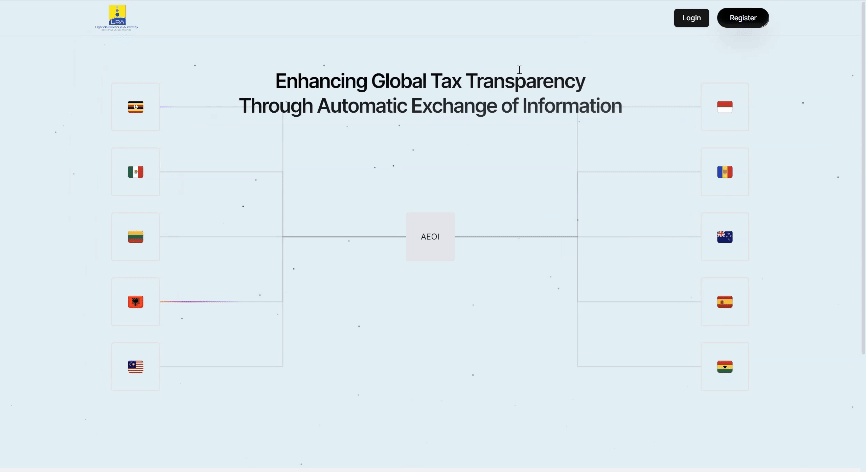 Login
Register
Enhancing Global Tax Transparency
Through Automatic Exchange of Information
AEOI